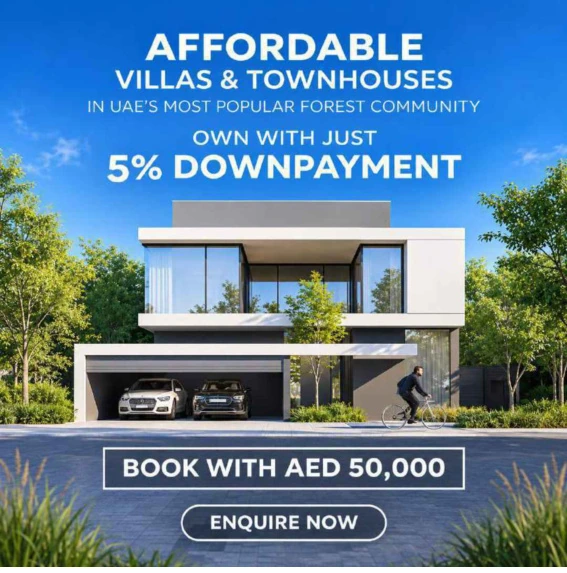 AFFORDABLE
VILLAS & TOWNHOUSES
IN UAE'S MOST POPULAR FOREST COMMUNITY
OWN WITH JUST
5% DOWNPAYMENT
BOOK WITH AED 50,000
ENQUIRE NOW